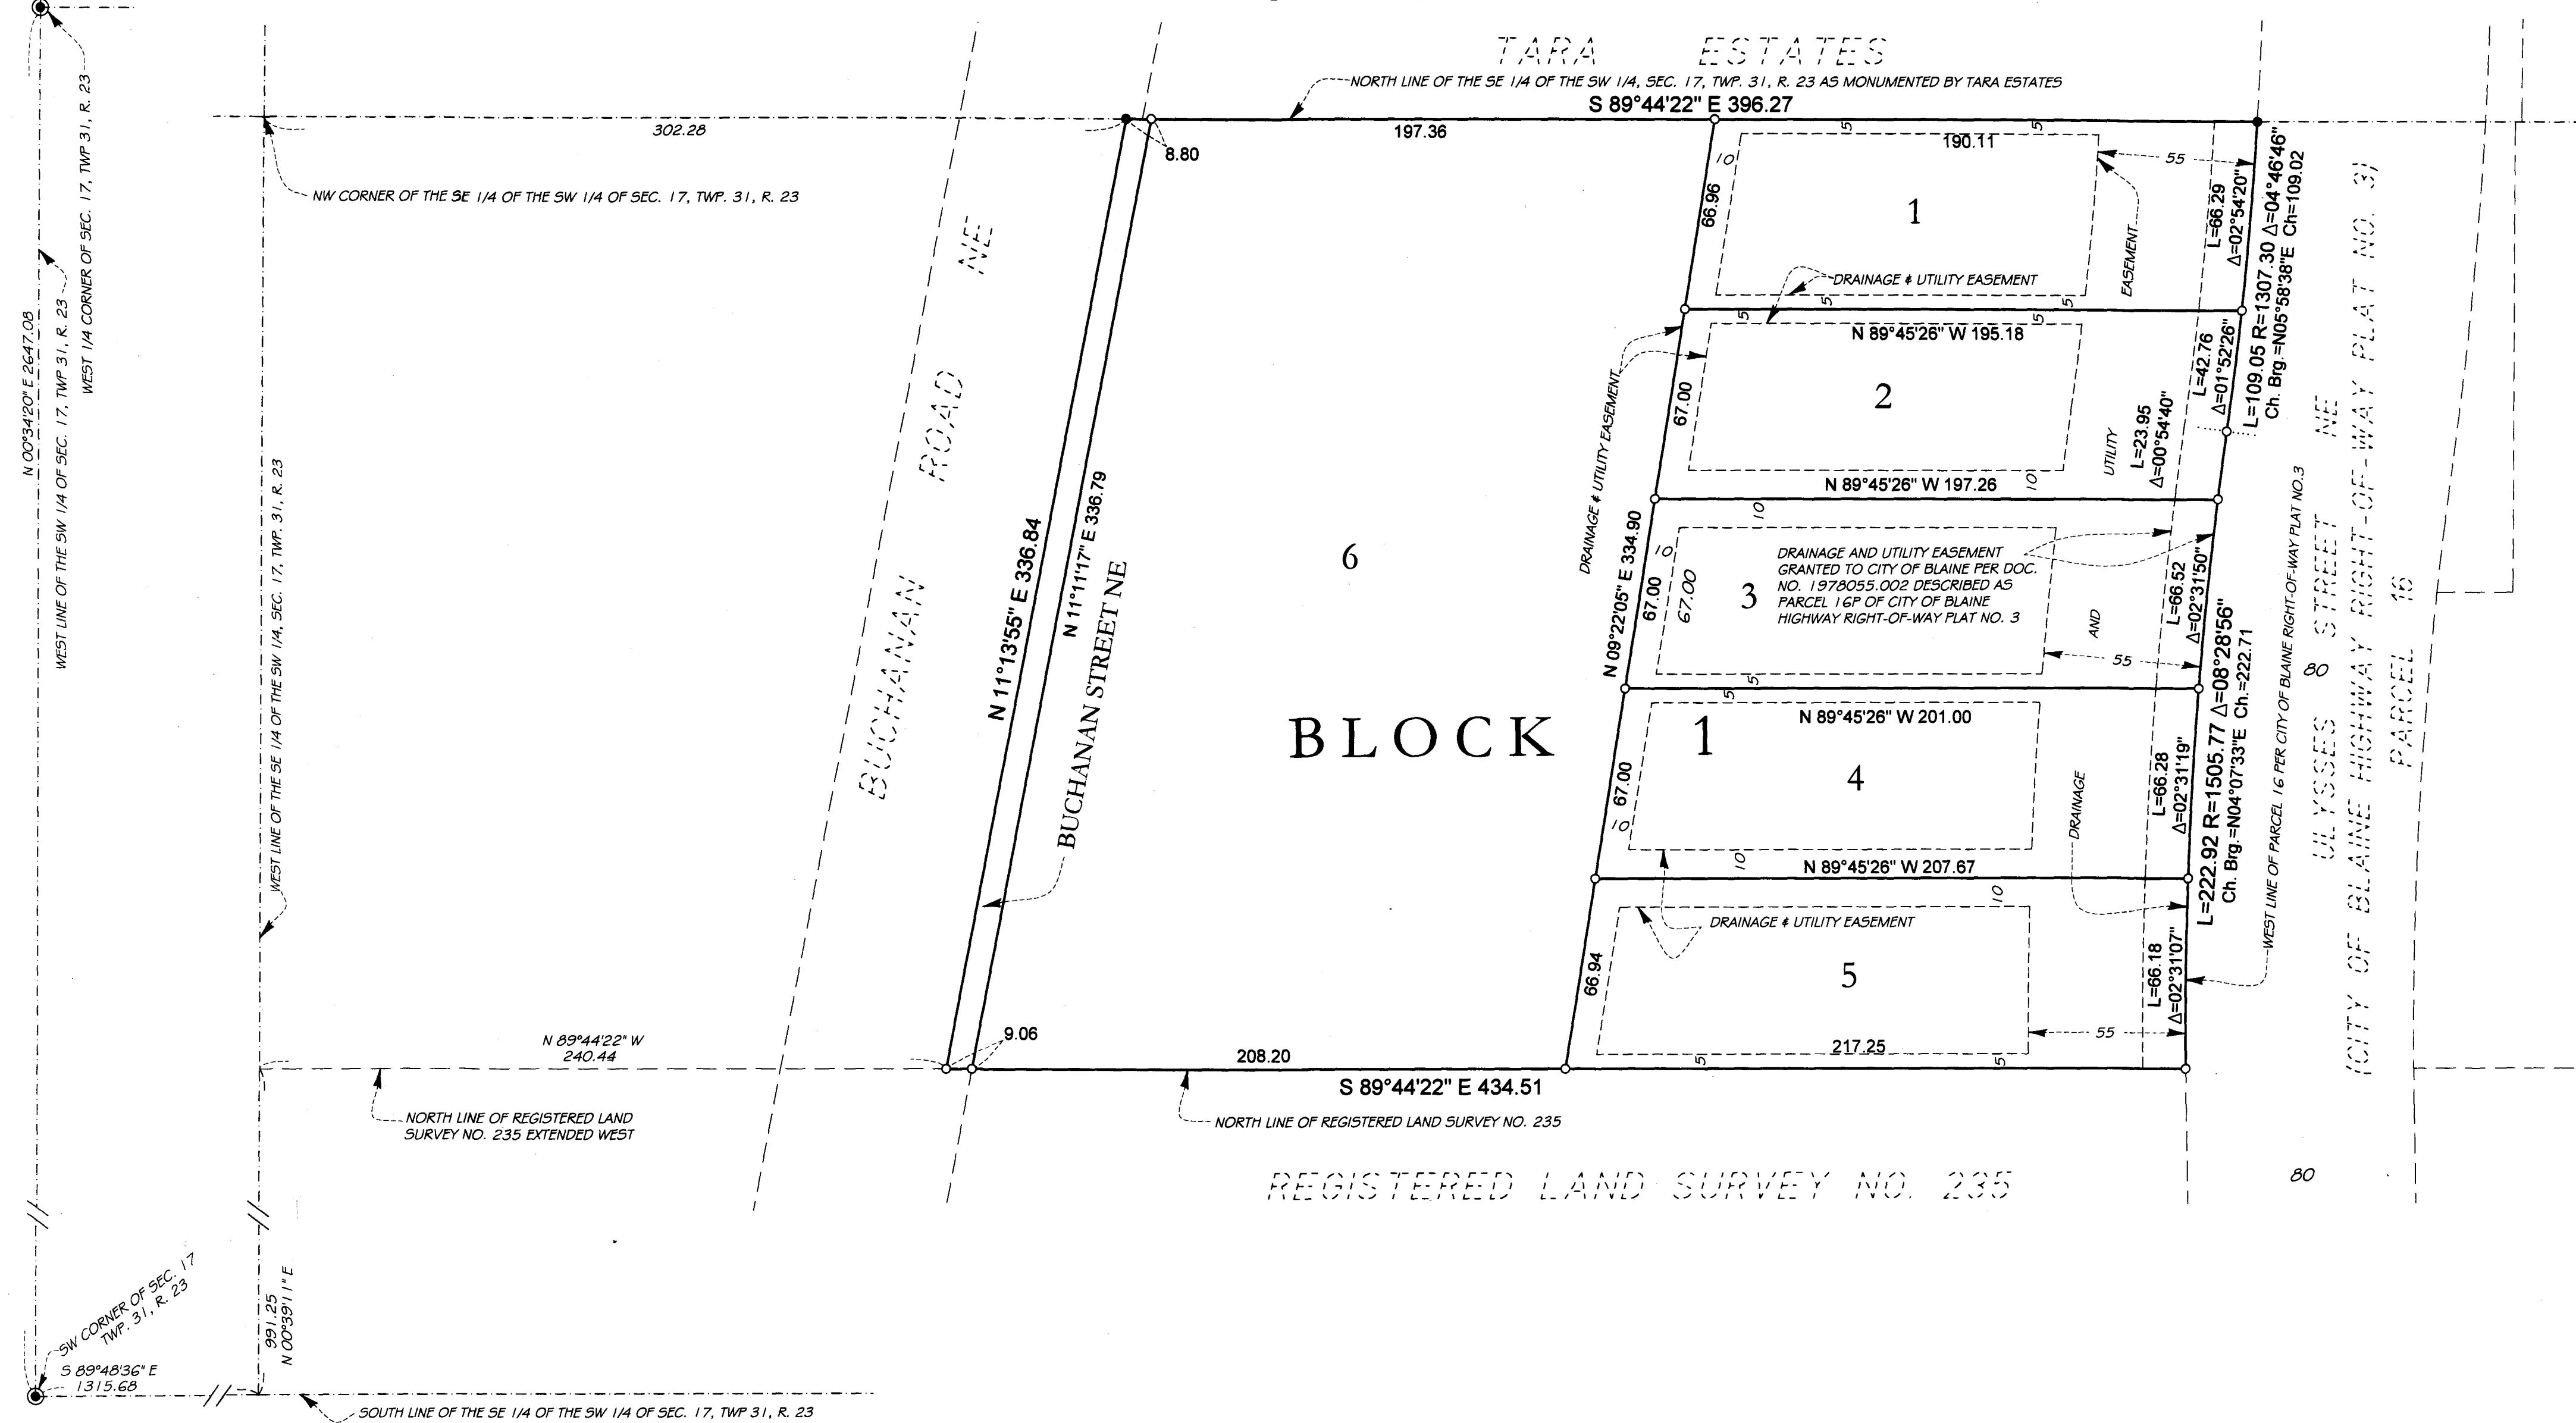 TARA ESTATES
NORTH LINE OF THE SE 1/4 OF THE SW 1/4, SEC. 17, TWP. 31, R. 23 AS MONUMENTED BY TARA ESTATES
S 89°44'22" E 396.27
302.28
8.80
197.36
190.11
5
5
10
55
NW CORNER OF THE SE 1/4 OF THE SW 1/4 OF SEC. 17, TWP. 31, R. 23
WEST 1/4 CORNER OF SEC. 17, TWP 31, R. 23
N 00°34'20" E 2647.08
WEST LINE OF THE SW 1/4 OF SEC. 17, TWP 31, R. 23
WEST LINE OF THE SE 1/4 OF THE SW 1/4, SEC. 17, TWP. 31, R. 23
BUCHANAN ROAD NE
N 11°13'55" E 336.84
N 11°11'17" E 336.79
BUCHANAN STREET NE
6
BLOCK 1
66.96
1
DRAINAGE & UTILITY EASEMENT
EASEMENT
5
5
5
5
L=66.29
Δ=02°54'20"
L=109.05 R=1307.30 Δ=04°46'46"
Ch. Brg.=N05°58'38"E Ch=109.02
N 89°45'26" W 195.18
67.00
2
DRAINAGE & UTILITY EASEMENT
L=42.76
Δ=01°52'26"
UTILITY
L=23.95
Δ=00°54'40"
N 89°45'26" W 197.26
10
10
N 09°22'05" E 334.90
10
67.00
67.00
3
DRAINAGE AND UTILITY EASEMENT
GRANTED TO CITY OF BLAINE PER DOC.
NO. 1978055.002 DESCRIBED AS
PARCEL 16P OF CITY OF BLAINE
HIGHWAY RIGHT-OF-WAY PLAT NO. 3
AND
55
L=66.52
Δ=02°31'50"
L=222.92 R=1505.77 Δ=08°28'56"
Ch. Brg.=N04°07'33"E Ch.=222.71
5
5
N 89°45'26" W 201.00
67.00
10
4
DRAINAGE
L=66.28
Δ=02°31'19"
10
N 89°45'26" W 207.67
10
DRAINAGE & UTILITY EASEMENT
66.94
5
L=66.18
Δ=02°31'07"
55
217.25
5
5
WEST LINE OF PARCEL 16 PER CITY OF BLAINE RIGHT-OF-WAY PLAT NO.3
80
ULYSSES STREET NE
(CITY OF BLAINE HIGHWAY RIGHT-OF-WAY PLAT NO. 3)
PARCEL 16
N 89°44'22" W
240.44
9.06
208.20
S 89°44'22" E 434.51
NORTH LINE OF REGISTERED LAND
SURVEY NO. 235 EXTENDED WEST
NORTH LINE OF REGISTERED LAND SURVEY NO. 235
REGISTERED LAND SURVEY NO. 235
80
SW CORNER OF SEC. 17
TWP. 31, R. 23
991.25
N 00°39'11" E
S 89°48'36" E
1315.68
SOUTH LINE OF THE SE 1/4 OF THE SW 1/4 OF SEC. 17, TWP 31, R. 23